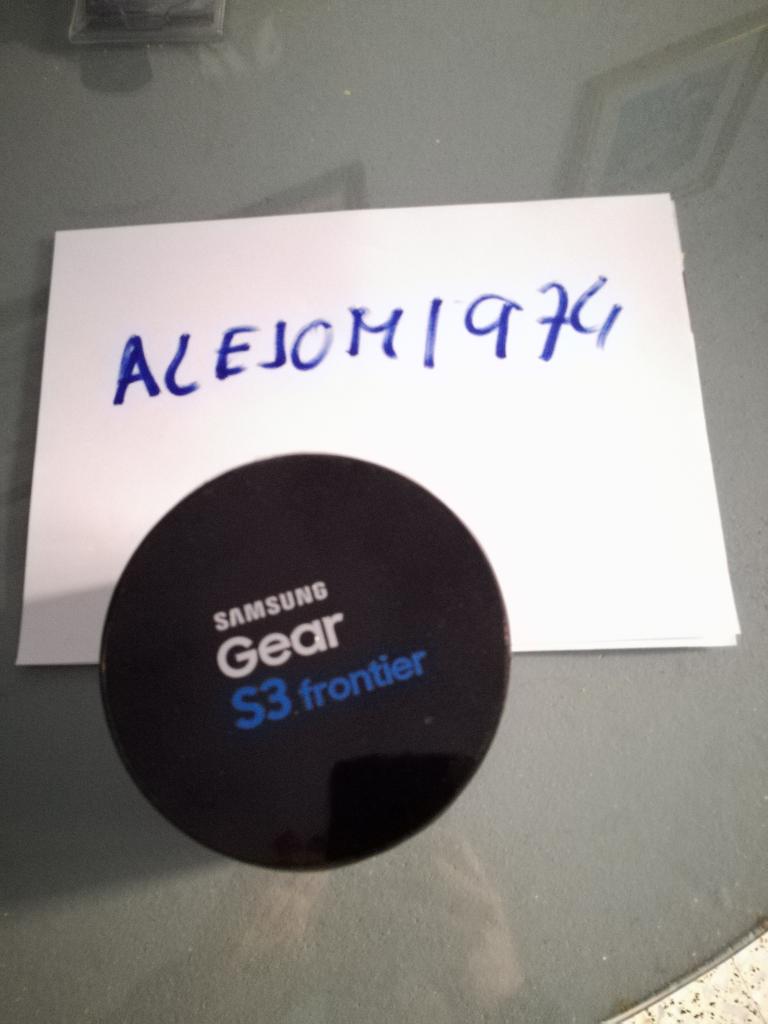 ALEJOM1974
SAMSUNG
Gear
S3 frontier